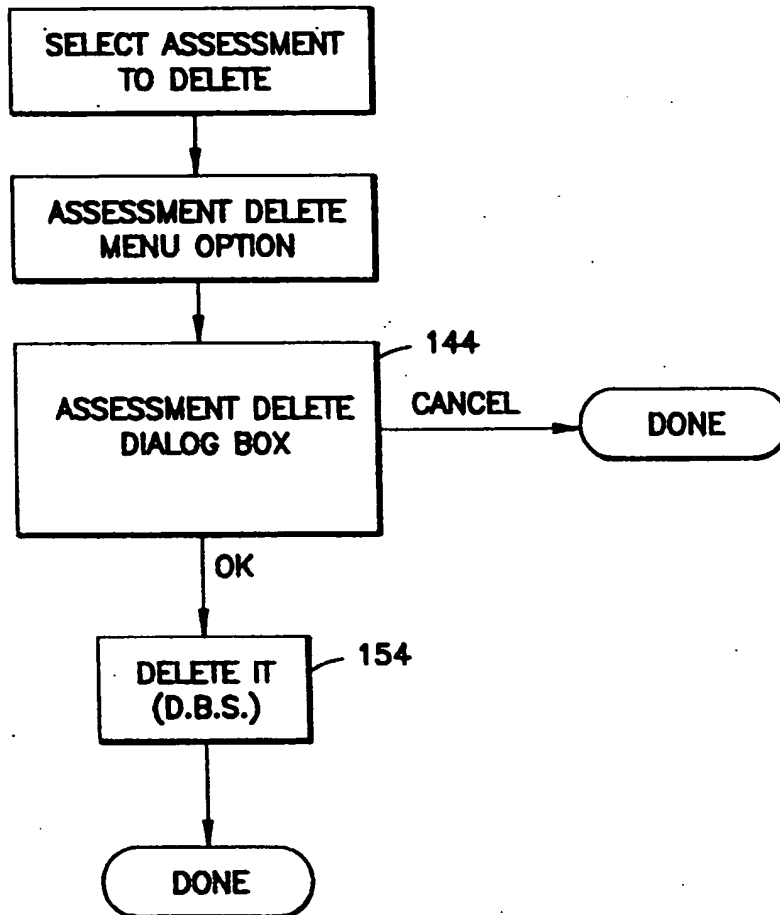 SELECT ASSESSMENT
TO DELETE
ASSESSMENT DELETE
MENU OPTION
144
ASSESSMENT DELETE
DIALOG BOX
CANCEL
DONE
OK
154
DELETE IT
(D.B.S.)
DONE